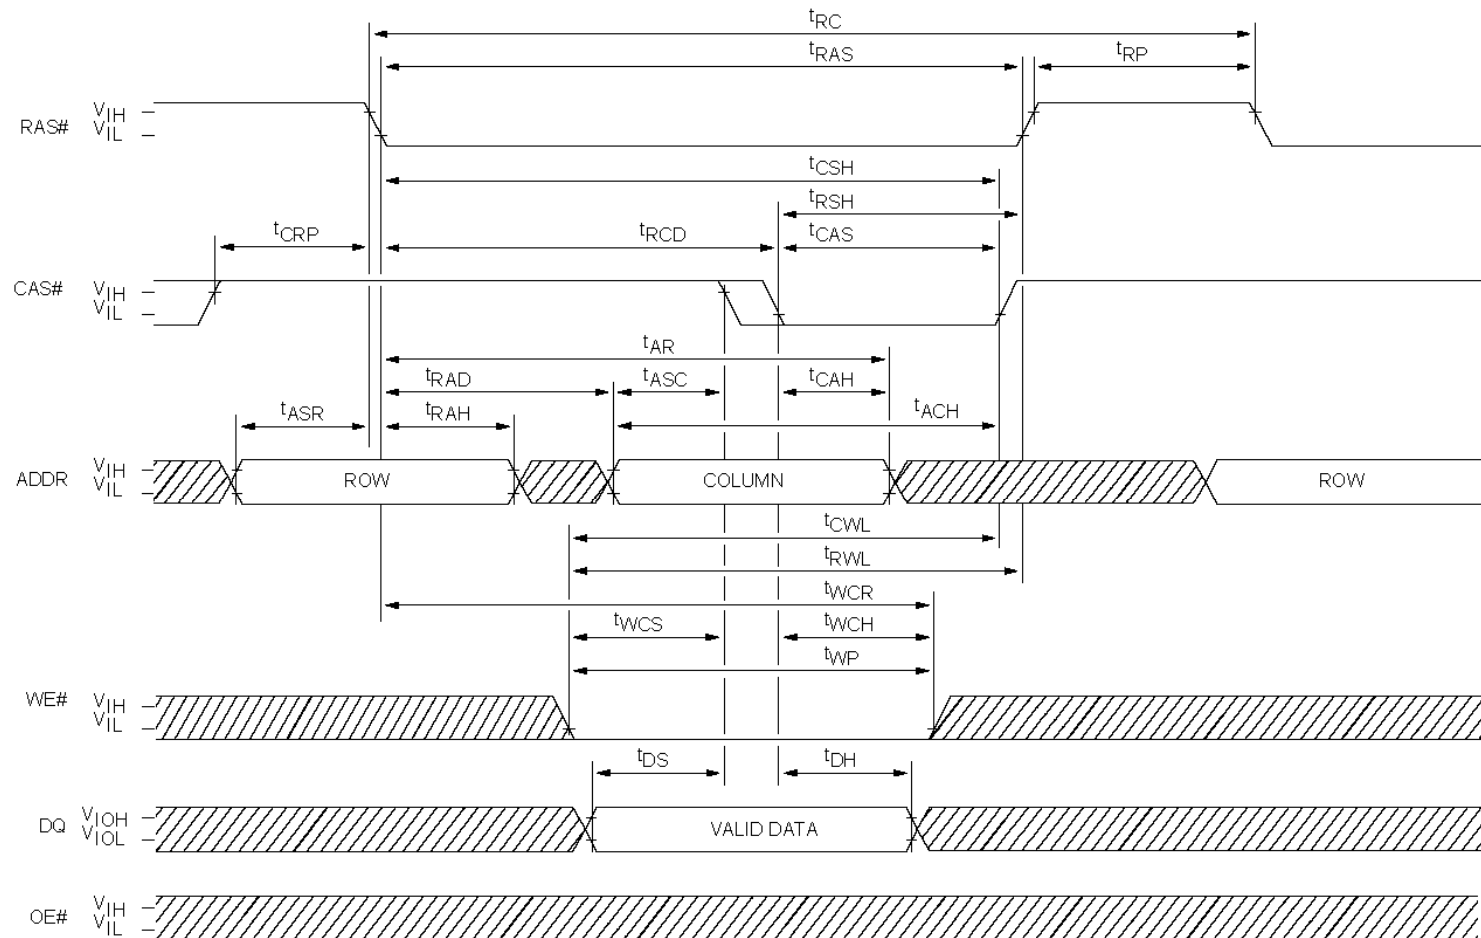 tRC
tRAS tRP
RAS# VIH VIL
tCSH
tRSH
tCRP tRCD tCAS
CAS# VIH VIL
tAR
tRAD tASC tCAH
tASR tRAH tACH
ADDR VIH VIL ROW COLUMN ROW
tCWL
tRWL
tWCR
tWCS tWCH
tWP
WE# VIH VIL
tDS tDH
DQ VIOH VIOL VALID DATA
OE# VIH VIL